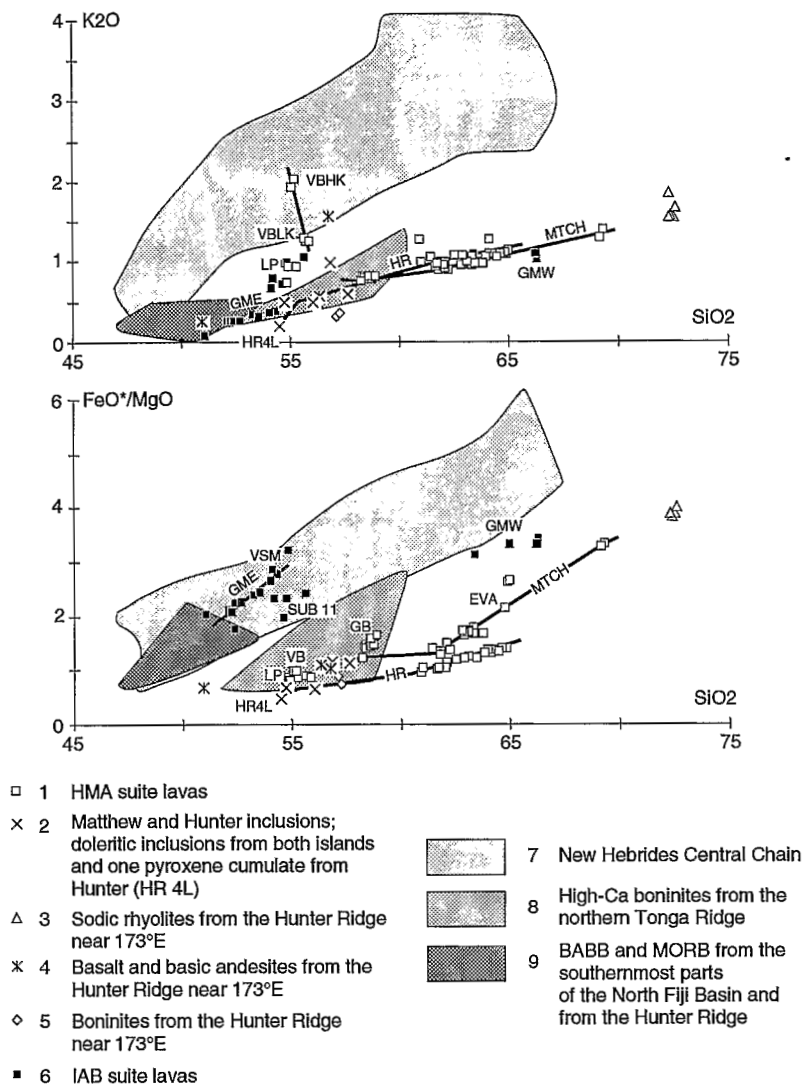 K2O
4
3
2
1
0
VBHK
VBLK
LP
GME
HR4L
HR
MTCH
GMW
SiO2
45
55
65
75
FeO*/MgO
6
4
2
0
VSM
GME
SUB 11
GMW
EVA
MTCH
GB
VB
LP
HR
HR4L
SiO2
45
55
65
75
1 HMA suite lavas
2 Matthew and Hunter inclusions;
doleritic inclusions from both islands
and one pyroxene cumulate from
Hunter (HR 4L)
3 Sodic rhyolites from the Hunter Ridge
near 173°E
4 Basalt and basic andesites from the
Hunter Ridge near 173°E
5 Boninites from the Hunter Ridge
near 173°E
6 IAB suite lavas
7 New Hebrides Central Chain
8 High-Ca boninites from the
northern Tonga Ridge
9 BABB and MORB from the
southernmost parts
of the North Fiji Basin and
from the Hunter Ridge